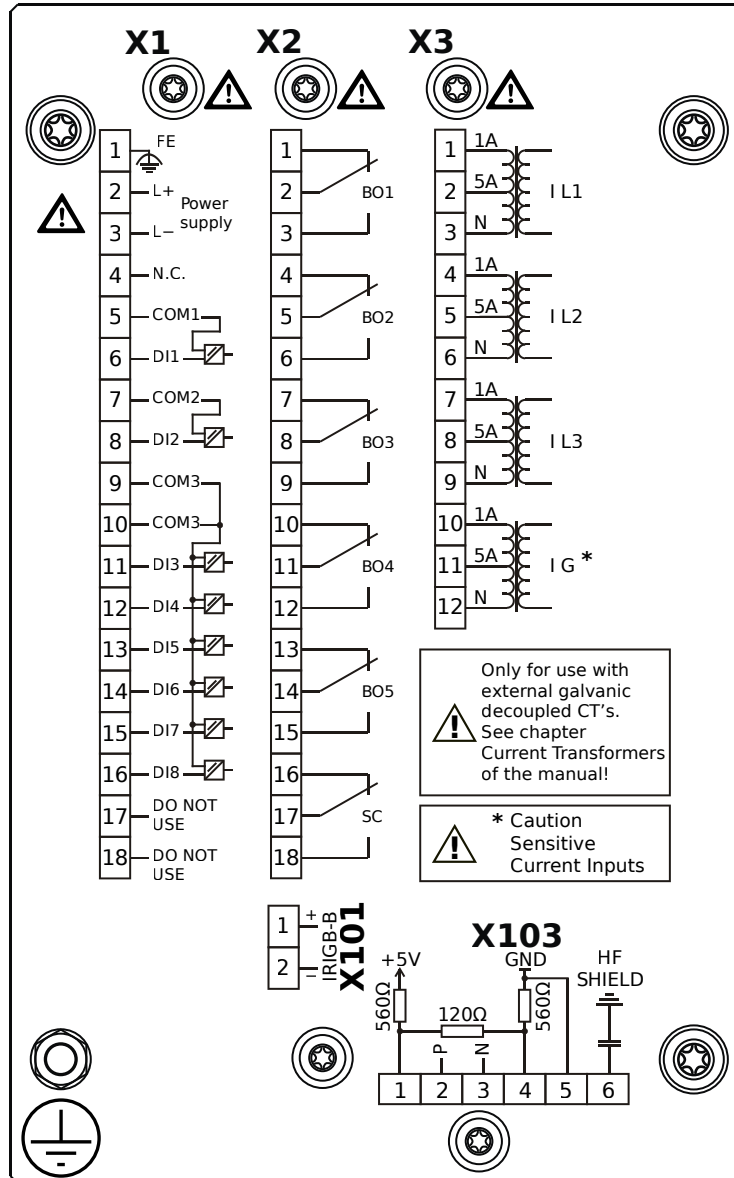 X1
X2
X3
1 FE
2 L+
Power
supply
3 L−
4 N.C.
5 COM1
6 DI1
7 COM2
8 DI2
9 COM3
10 COM3
11 DI3
12 DI4
13 DI5
14 DI6
15 DI7
16 DI8
17 DO NOT
USE
18 DO NOT
USE
1
2 BO1
3
4
5 BO2
6
7
8 BO3
9
10
11 BO4
12
13
14 BO5
15
16
17 SC
18
1 1A
2 5A I L1
3 N
4 1A
5 5A I L2
6 N
7 1A
8 5A I L3
9 N
10 1A
11 5A I G *
12 N
Only for use with
external galvanic
decoupled CT's.
See chapter
Current Transformers
of the manual!
* Caution
Sensitive
Current Inputs
1 +
2 −
IRIGB-B
X101
X103
+5V
GND
HF
SHIELD
560Ω
120Ω
560Ω
P
N
1 2 3 4 5 6